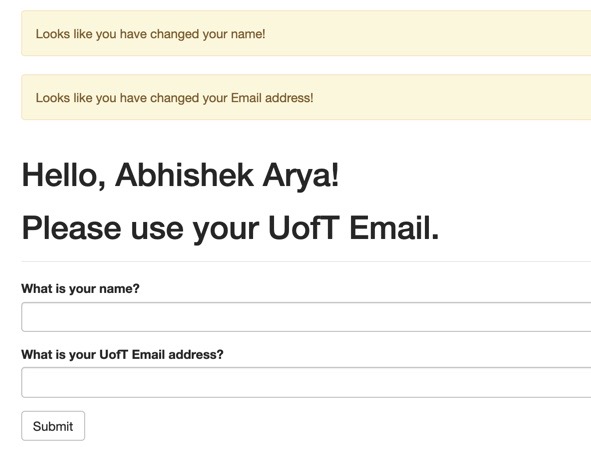 Looks like you have changed your name!
Looks like you have changed your Email address!
Hello, Abhishek Arya!
Please use your UofT Email.
What is your name?
What is your UofT Email address?
Submit